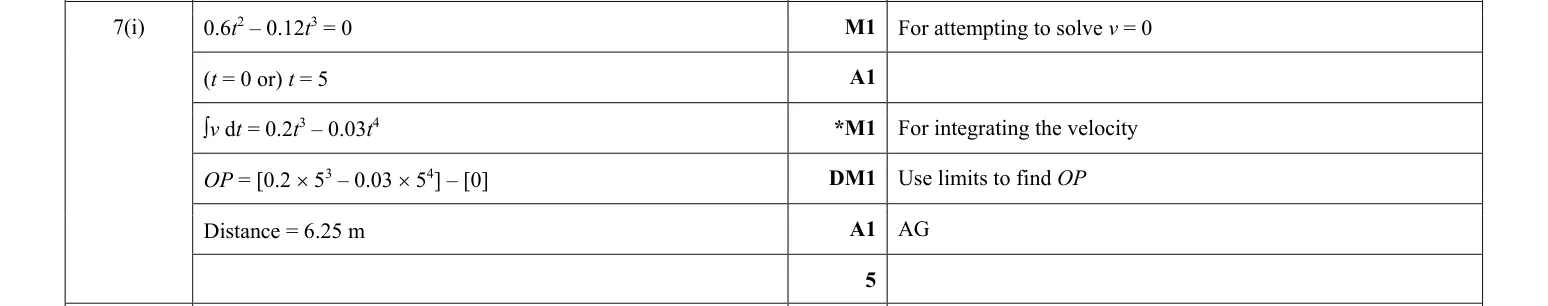 7(i) 0.6t² – 0.12t³ = 0 M1 For attempting to solve v = 0
(t = 0 or) t = 5 A1
∫v dt = 0.2t³ – 0.03t⁴ *M1 For integrating the velocity
OP = [0.2 × 5³ – 0.03 × 5⁴] – [0] DM1 Use limits to find OP
Distance = 6.25 m A1 AG
5